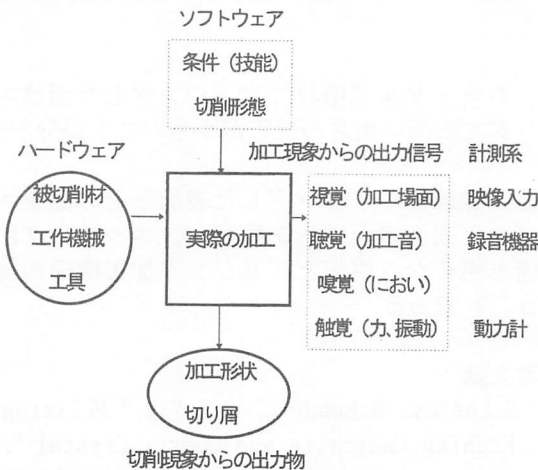 ソフトウェア
条件（技能）
切削形態
ハードウェア
加工現象からの出力信号 計測系
被切削材
工作機械
工具
実際の加工
視覚（加工場面） 映像入力
聴覚（加工音） 録音機器
嗅覚（におい）
触覚（力、振動） 動力計
加工形状
切り屑
切削現象からの出力物